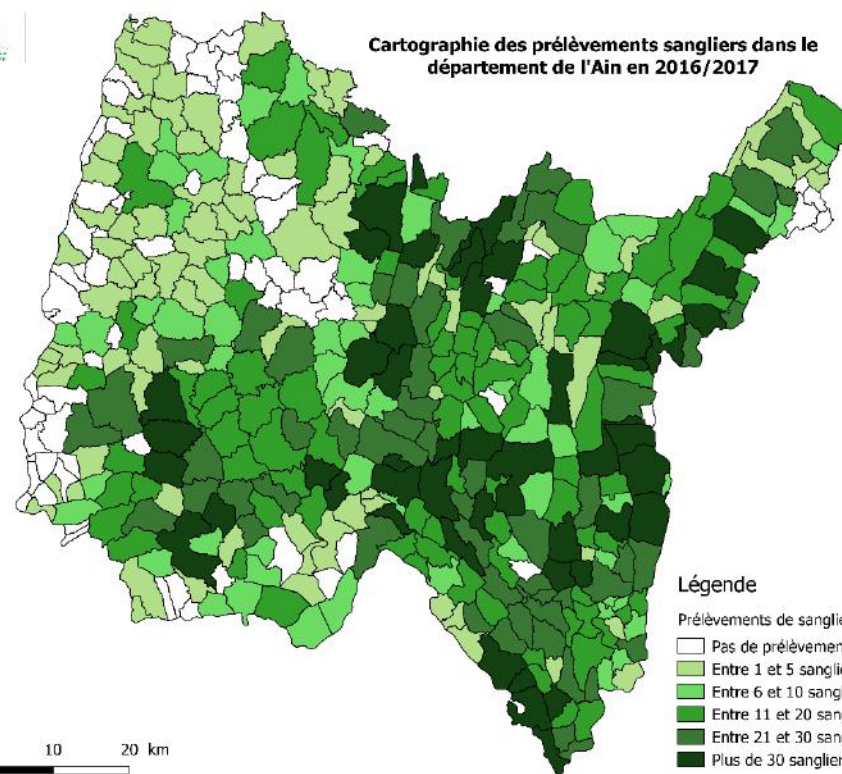 Cartographie des prélèvements sangliers dans le
département de l'Ain en 2016/2017
Légende
Prélèvements de sanglie
Pas de prélèvemen
Entre 1 et 5 sanglie
Entre 6 et 10 sangl
Entre 11 et 20 san
Entre 21 et 30 san
Plus de 30 sanglier
10 20 km